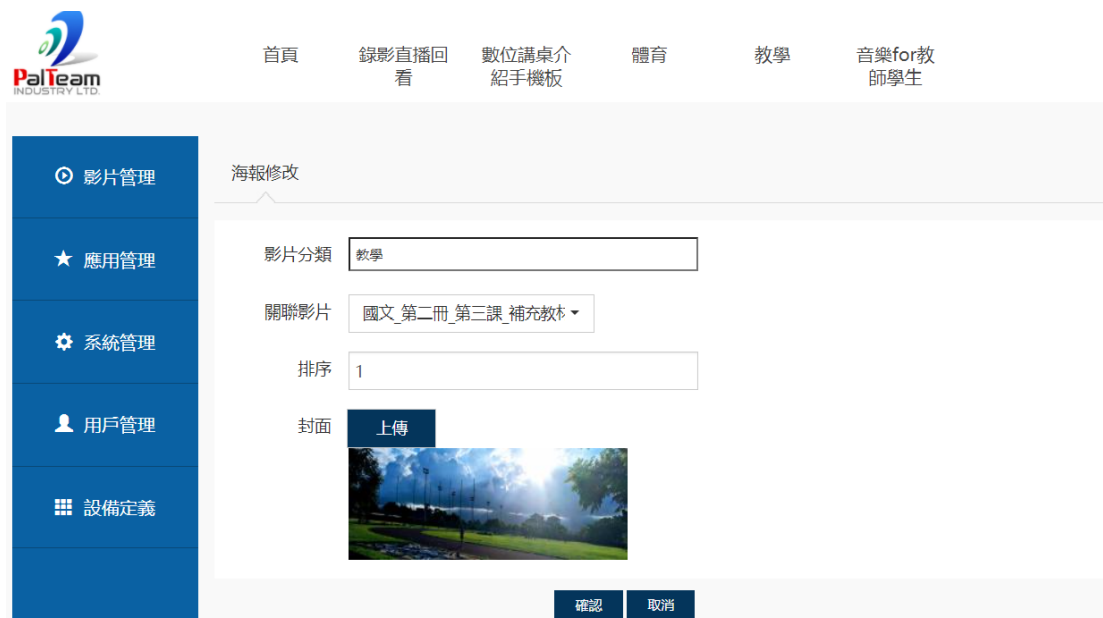 PalTeam
INDUSTRY LTD.
首頁
錄影直播回
看
數位講桌介
紹手機板
體育
教學
音樂for教
師學生
影片管理
應用管理
系統管理
用戶管理
設備定義
海報修改
影片分類
教學
關聯影片
國文_第二冊_第三課_補充教材
排序
1
封面
上傳
確認
取消